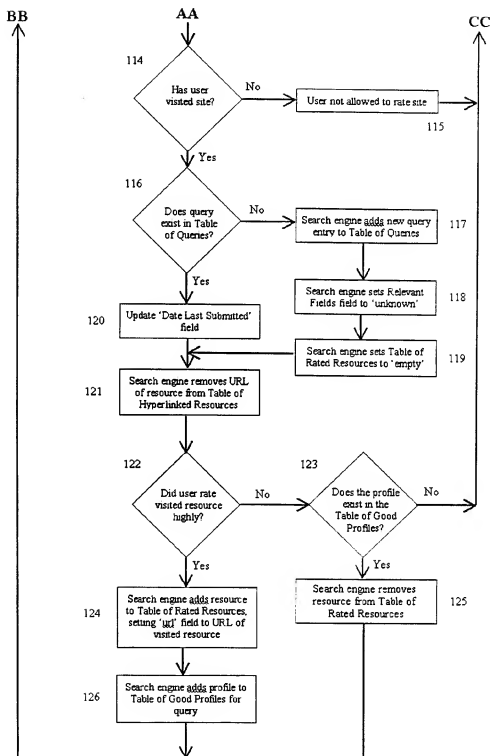 BB
AA
CC
114
Has user
visited site?
No
User not allowed to rate site
115
Yes
116
Does query
exist in Table
of Queries?
No
Search engine adds new query
entry to Table of Queries
117
Yes
Search engine sets Relevant
Fields field to 'unknown'
118
120
Update 'Date Last Submitted'
field
Search engine sets Table of
Rated Resources to 'empty'
119
121
Search engine removes URL
of resource from Table of
Hyperlinked Resources
122
Did user rate
visited resource
highly?
No
123
Does the profile
exist in the
Table of Good
Profiles?
No
Yes
Yes
124
Search engine adds resource
to Table of Rated Resources,
setting 'url' field to URL of
visited resource
Search engine removes
resource from Table of
Rated Resources
125
126
Search engine adds profile to
Table of Good Profiles for
query